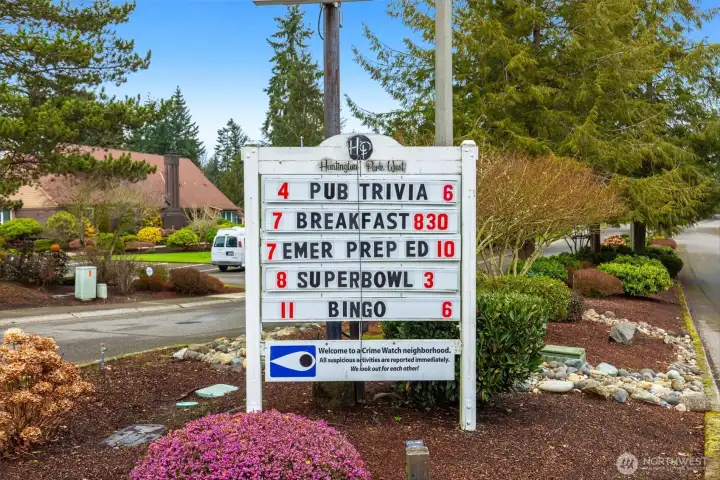 HP
Huntington Park West
4 PUB TRIVIA 6
7 BREAKFAST 830
7 EMER PREP ED 10
8 SUPERBOWL 3
11 BINGO 6
Welcome to a Crime Watch neighborhood.
All suspicious activities are reported immediately.
We look out for each other!
NORTHWEST